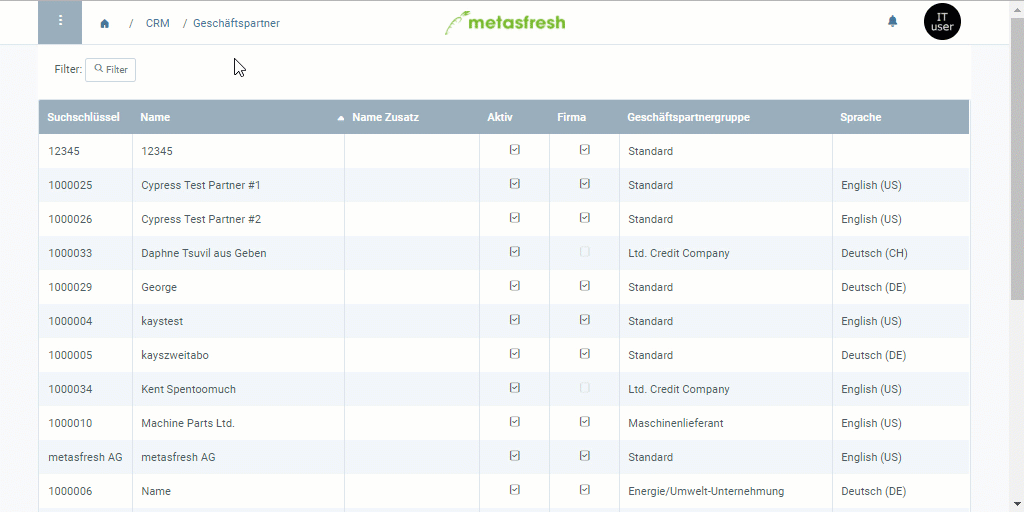 / CRM / Geschäftspartner metasfresh IT user
Filter: Filter
Suchschlüssel Name Name Zusatz Aktiv Firma Geschäftspartnergruppe Sprache
12345 12345 Standard
1000025 Cypress Test Partner #1 Standard English (US)
1000026 Cypress Test Partner #2 Standard English (US)
1000033 Daphne Tsuvil aus Geben Ltd. Credit Company Deutsch (CH)
1000029 George Standard Deutsch (DE)
1000004 kaystest Standard English (US)
1000005 kayszweitabo Standard Deutsch (DE)
1000034 Kent Spentoomuch Ltd. Credit Company English (US)
1000010 Machine Parts Ltd. Maschinenlieferant English (US)
metasfresh AG metasfresh AG Standard English (US)
1000006 Name Energie/Umwelt-Unternehmung Deutsch (DE)